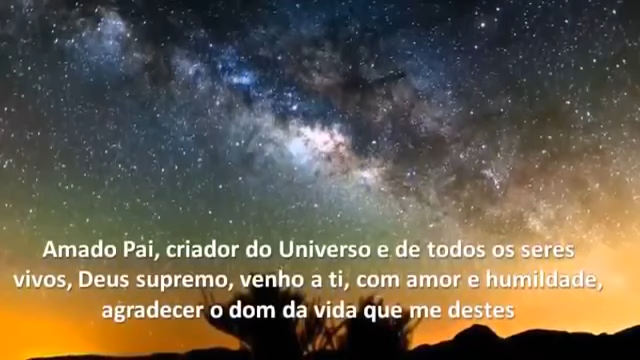 Amado Pai, criador do Universo e de todos os seres
vivos, Deus supremo, venho a ti, com amor e humildade,
agradecer o dom da vida que me destes